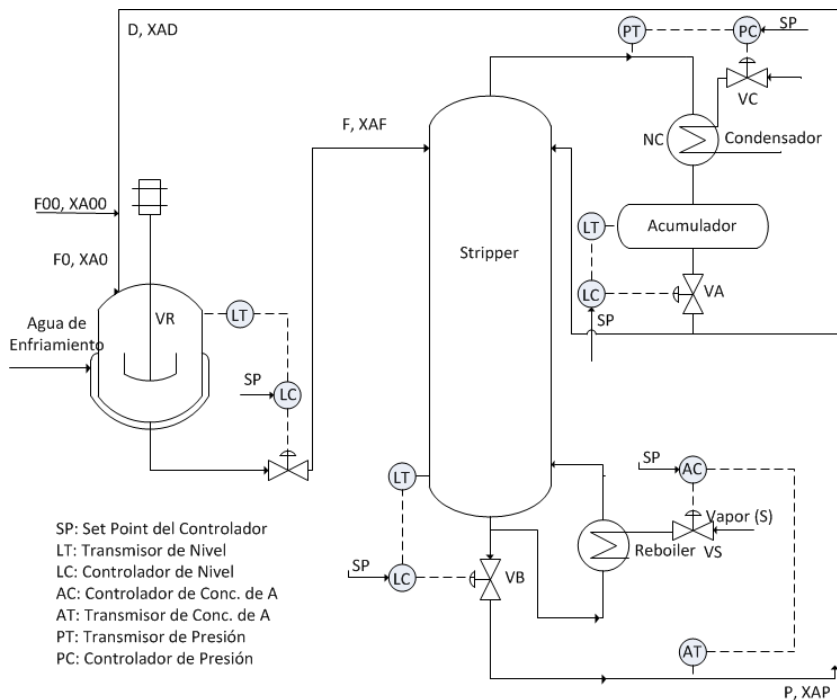 D, XAD
PT
PC
SP
VC
F, XAF
NC
Condensador
F00, XA00
LT
Acumulador
F0, XA0
Stripper
LC
VA
SP
Agua de
Enfriamiento
VR
LT
SP
LC
LT
SP
AC
Vapor (S)
Reboiler
VS
SP
LC
VB
SP: Set Point del Controlador
LT: Transmisor de Nivel
LC: Controlador de Nivel
AC: Controlador de Conc. de A
AT: Transmisor de Conc. de A
PT: Transmisor de Presión
PC: Controlador de Presión
AT
P, XAP